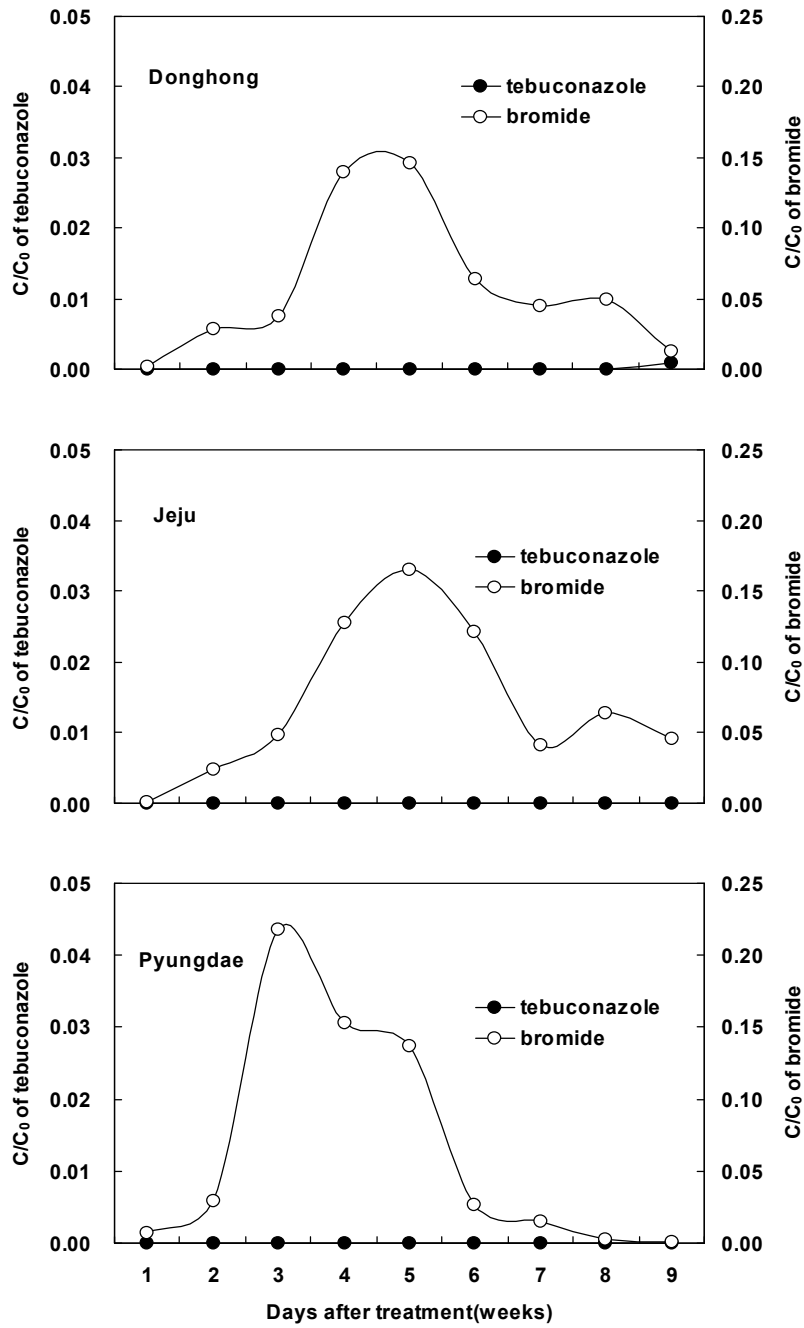 0.05 0.25
Donghong
0.04 tebuconazole 0.20
bromide
0.03 0.15
C/C0 of tebuconazole
C/C0 of bromide
0.02 0.10
0.01 0.05
0.00 0.00
0.05 0.25
Jeju
0.04 0.20
tebuconazole
bromide
0.03 0.15
C/C0 of tebuconazole
C/C0 of bromide
0.02 0.10
0.01 0.05
0.00 0.00
0.05 0.25
Pyungdae
0.04 0.20
tebuconazole
bromide
0.03 0.15
C/C0 of tebuconazole
C/C0 of bromide
0.02 0.10
0.01 0.05
0.00 0.00
1 2 3 4 5 6 7 8 9
Days after treatment(weeks)